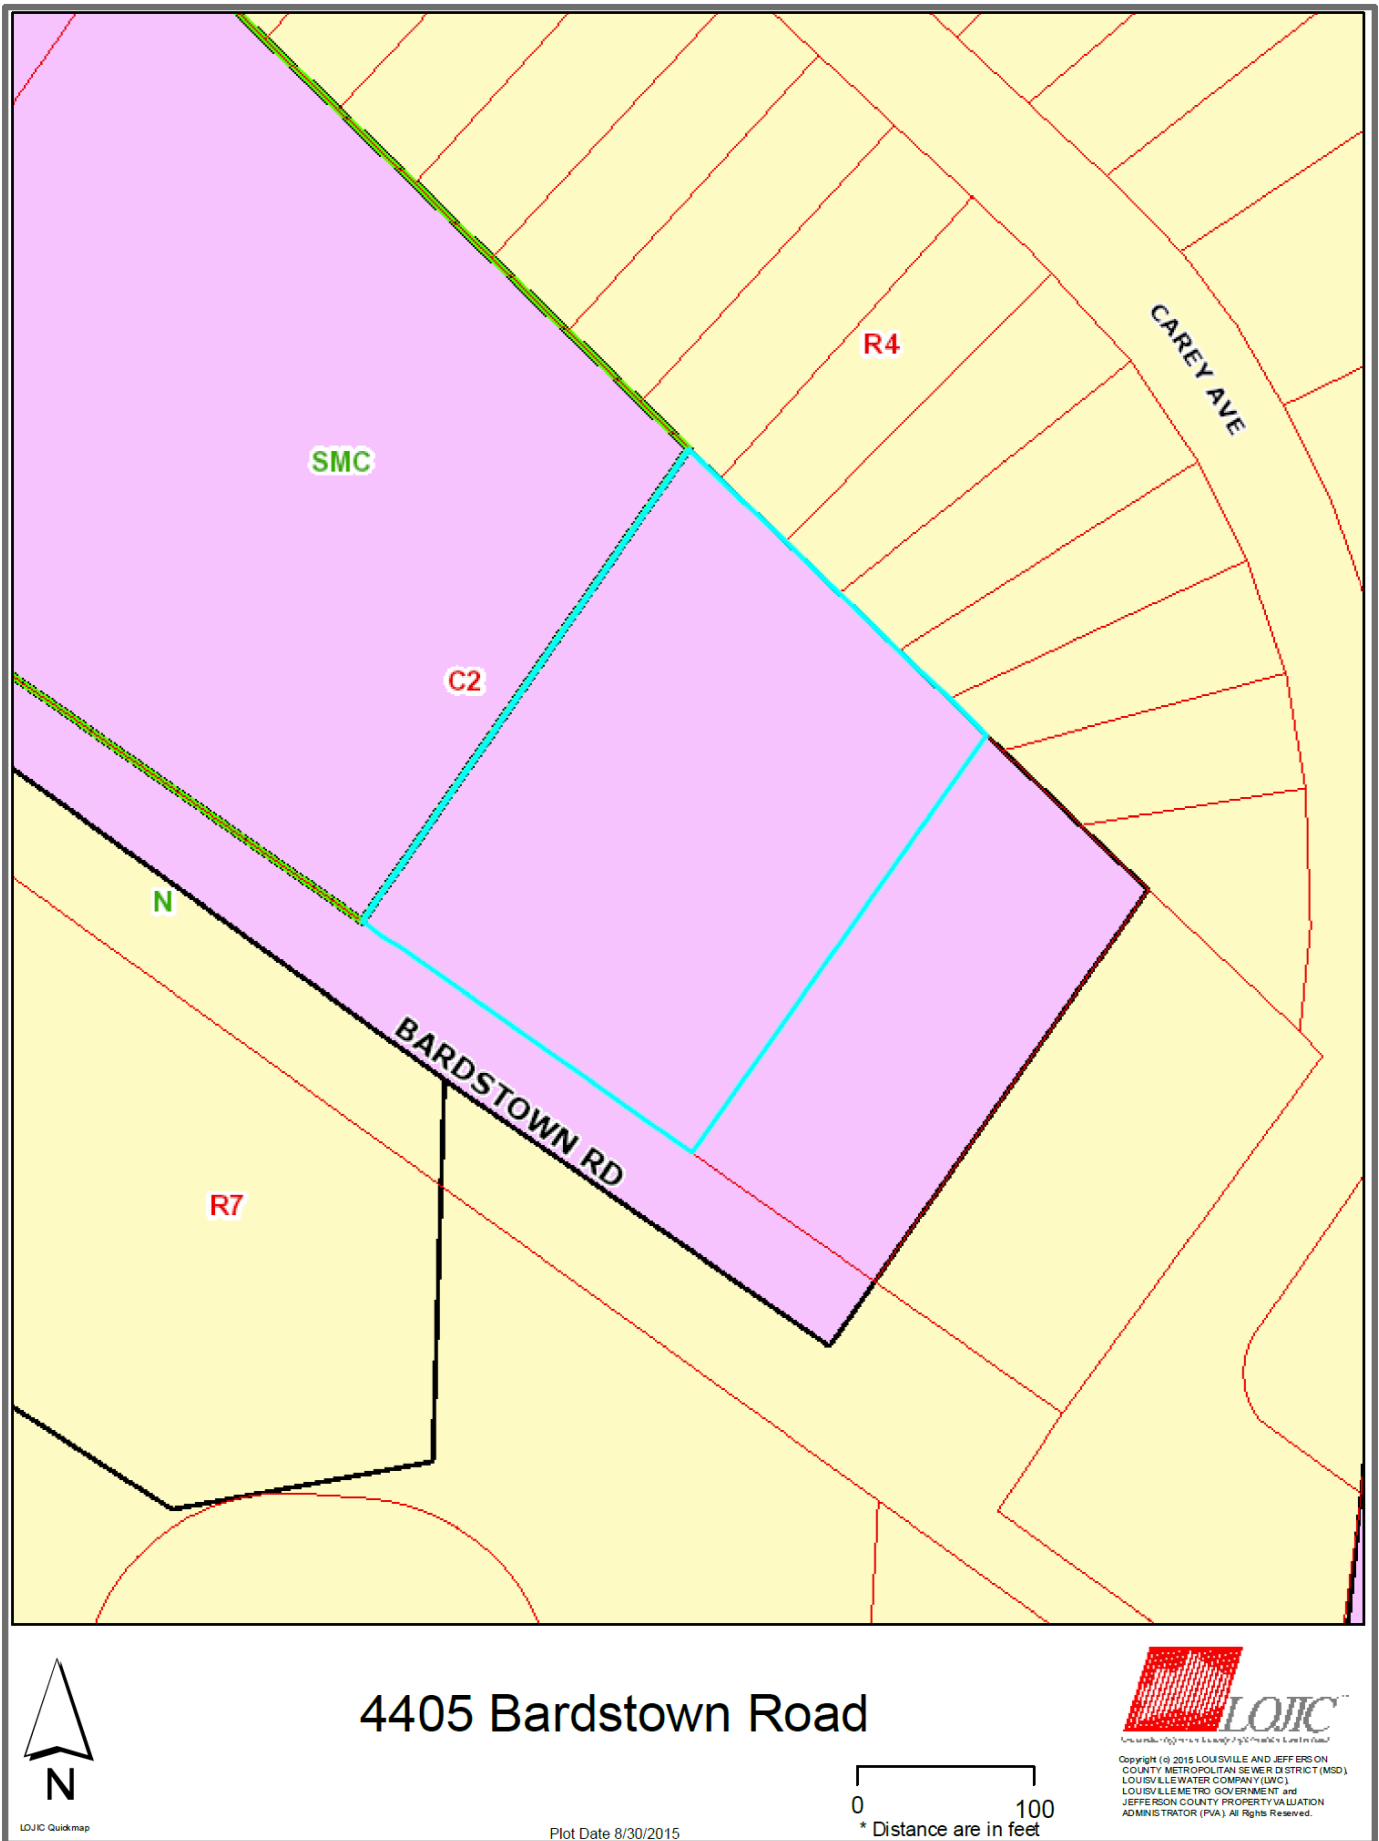 CAREY AVE
R4
SMC
C2
N
BARDSTOWN RD
R7
N
LOJIC Quickmap
4405 Bardstown Road
Plot Date 8/30/2015
0 100
* Distance are in feet
LOJIC
Copyright (c) 2015 LOUISVILLE AND JEFFERSON
COUNTY METROPOLITAN SEWER DISTRICT (MSD),
LOUISVILLE WATER COMPANY (LWC),
LOUISVILLE METRO GOVERNMENT and
JEFFERSON COUNTY PROPERTY VALUATION
ADMINISTRATOR (PVA). All Rights Reserved.